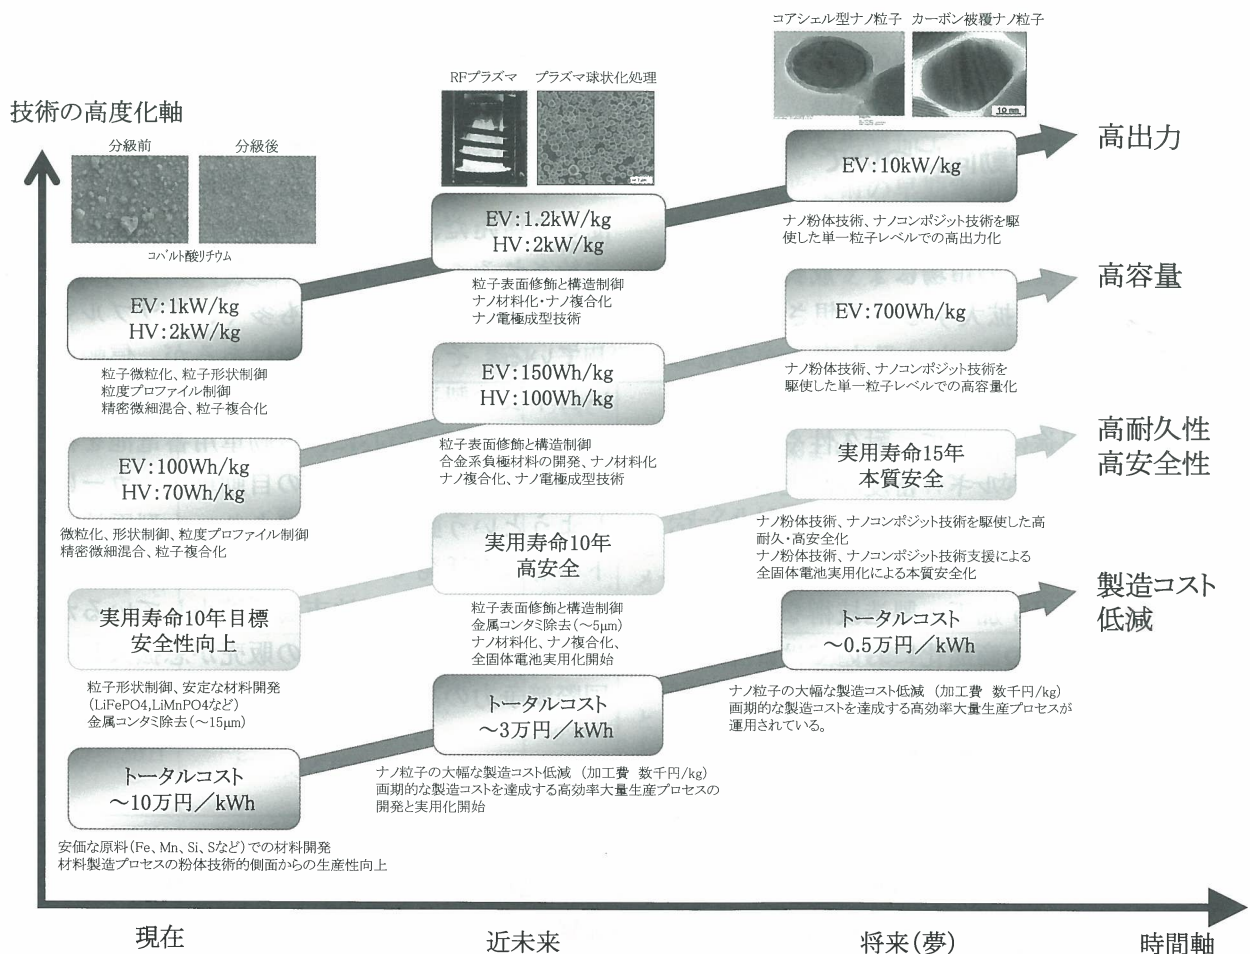 コアシェル型ナノ粒子
カーボン被覆ナノ粒子
10 nm
RFプラズマ
プラズマ球状化処理
技術の高度化軸
分級前
分級後
コバルト酸リチウム
高出力
EV:10kW/kg
ナノ粉体技術、ナノコンポジット技術を駆
使した単一粒子レベルでの高出力化
EV:1.2kW/kg
HV:2kW/kg
粒子表面修飾と構造制御
ナノ材料化・ナノ複合化
ナノ電極成型技術
EV:1kW/kg
HV:2kW/kg
粒子微粒化、粒子形状制御
粒度プロファイル制御
精密微細混合、粒子複合化
高容量
EV:700Wh/kg
ナノ粉体技術、ナノコンポジット技術を
駆使した単一粒子レベルでの高容量化
EV:150Wh/kg
HV:100Wh/kg
粒子表面修飾と構造制御
合金系負極材料の開発、ナノ材料化
ナノ複合化、ナノ電極成型技術
EV:100Wh/kg
HV:70Wh/kg
微粒化、形状制御、粒度プロファイル制御
精密微細混合、粒子複合化
高耐久性
高安全性
実用寿命15年
本質安全
ナノ粉体技術、ナノコンポジット技術を駆使した高
耐久・高安全化
ナノ粉体技術、ナノコンポジット技術支援による
全固体電池実用化による本質安全化
実用寿命10年
高安全
粒子表面修飾と構造制御
金属コンタミ除去(～5μm)
ナノ材料化、ナノ複合化、
全固体電池実用化開始
実用寿命10年目標
安全性向上
粒子形状制御、安定な材料開発
(LiFePO4,LiMnPO4など)
金属コンタミ除去(～15μm)
製造コスト
低減
トータルコスト
～0.5万円／kWh
ナノ粒子の大幅な製造コスト低減 (加工費 数千円/kg)
画期的な製造コストを達成する高効率大量生産プロセスが
運用されている。
トータルコスト
～3万円／kWh
ナノ粒子の大幅な製造コスト低減 (加工費 数千円/kg)
画期的な製造コストを達成する高効率大量生産プロセスの
開発と実用化開始
トータルコスト
～10万円／kWh
安価な原料(Fe、Mn、Si、Sなど)での材料開発
材料製造プロセスの粉体技術的側面からの生産性向上
現在
近未来
将来(夢)
時間軸